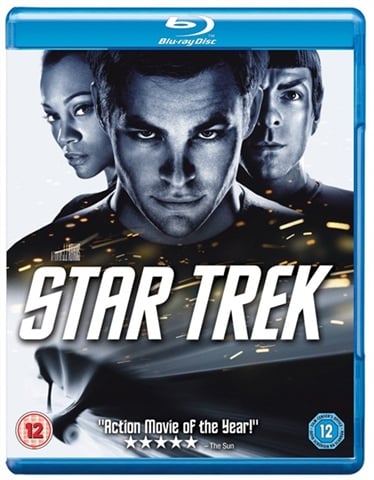 Blu-ray Disc
STAR TREK
"Action Movie of the Year!"
– The Sun
12
12